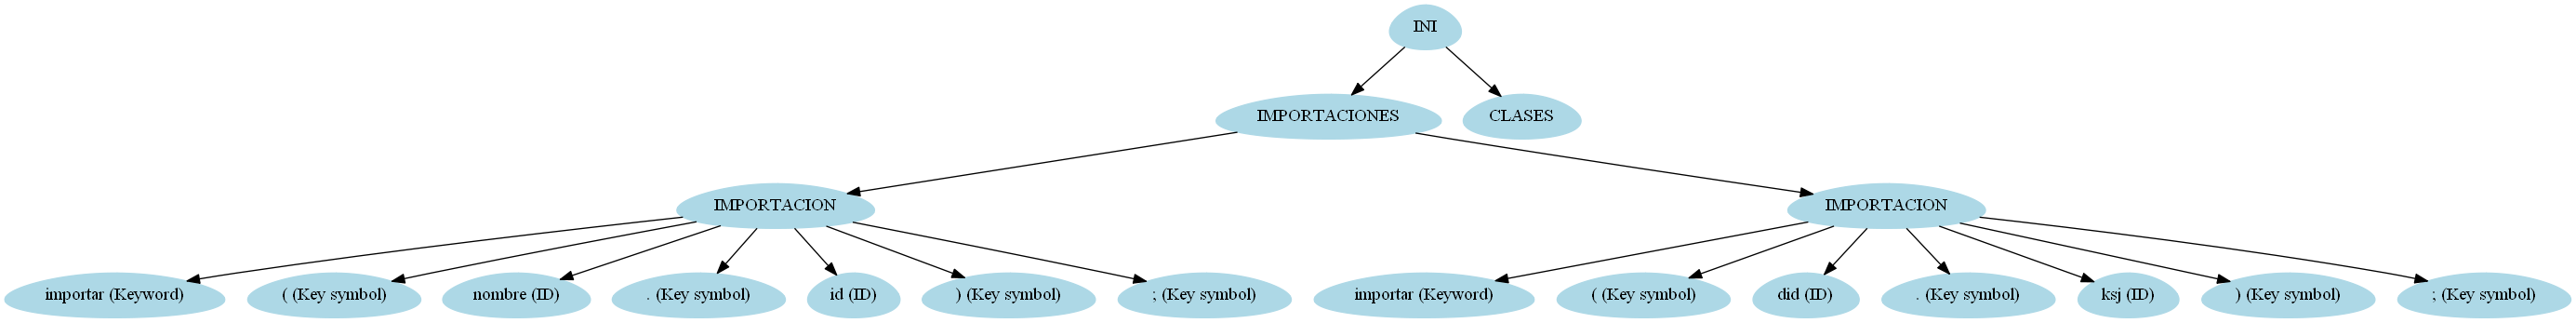 INI
IMPORTACIONES
CLASES
IMPORTACION
IMPORTACION
importar (Keyword)
( (Key symbol)
nombre (ID)
. (Key symbol)
id (ID)
) (Key symbol)
; (Key symbol)
importar (Keyword)
( (Key symbol)
did (ID)
. (Key symbol)
ksj (ID)
) (Key symbol)
; (Key symbol)